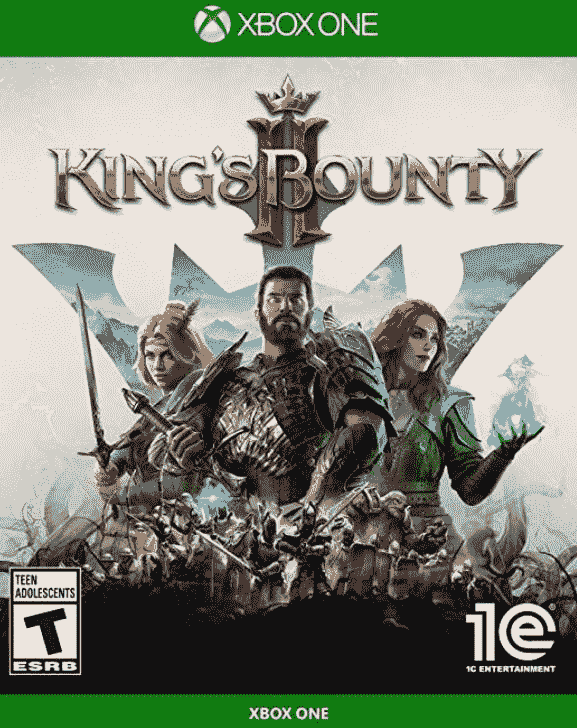 XBOX ONE
II
KING'S BOUNTY
TEEN
ADOLESCENTS
T
ESRB
1C
1C ENTERTAINMENT
XBOX ONE